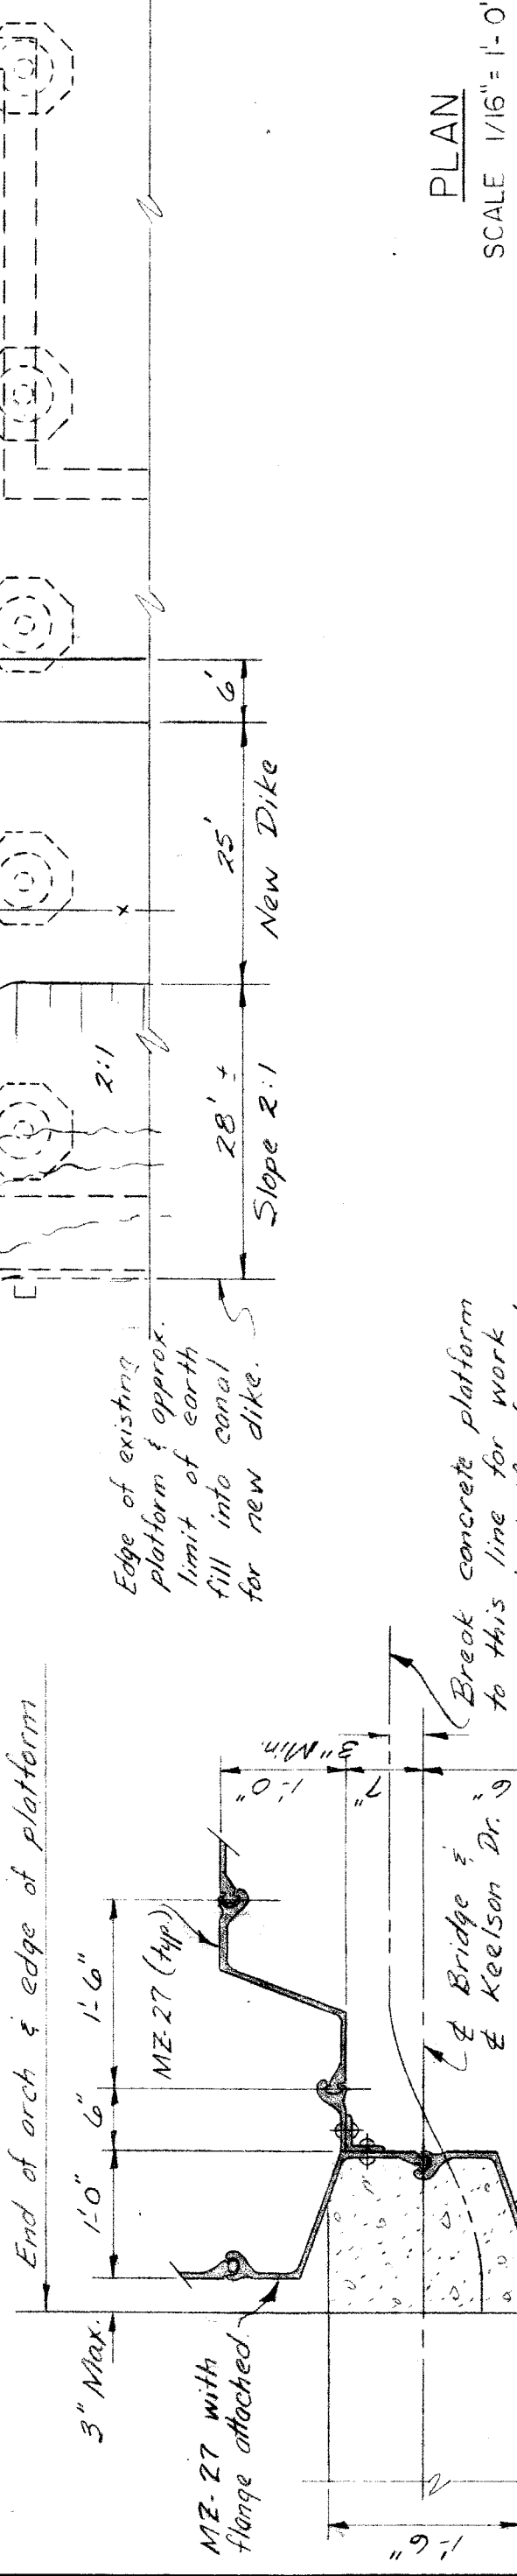 End of arch & edge of platform
3" Max.
1'-0"
6"
1'-6"
MZ-27 (typ.)
MZ-27 with
flange attached.
1'-0"
3" Min.
7"
6"
1'-6"
₵ Bridge &
₵ Keelson Dr.
Break concrete platform
to this line for work
Edge of existing
platform & approx.
limit of earth
fill into canal
for new dike.
2:1
28' ±
Slope 2:1
25'
New Dike
6'
x
PLAN
SCALE 1/16" = 1'-0"